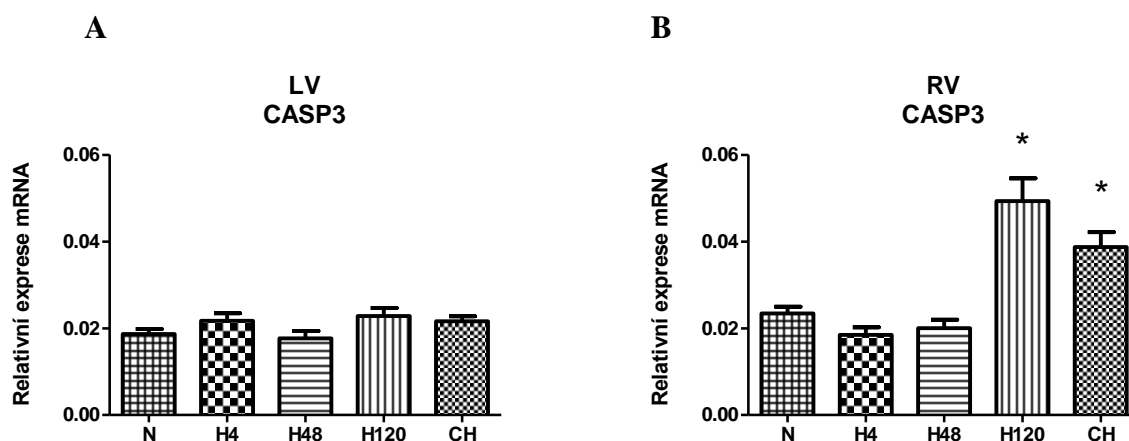 A
LV
CASP3
Relativní exprese mRNA
0.06
0.04
0.02
0.00
N H4 H48 H120 CH
B
RV
CASP3
Relativní exprese mRNA
0.06
0.04
0.02
0.00
*
*
N H4 H48 H120 CH